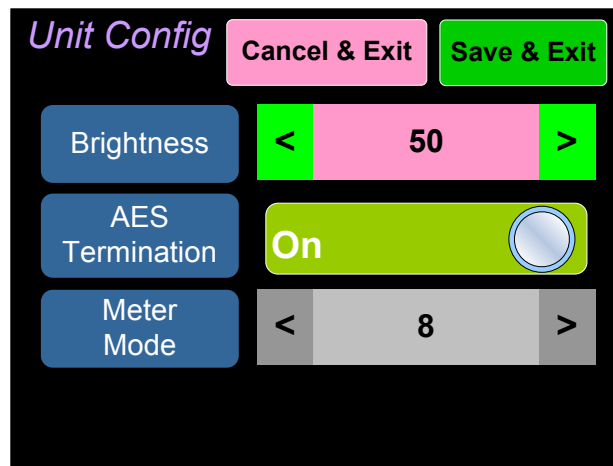 Unit Config
Cancel & Exit
Save & Exit
Brightness
< 50 >
AES
Termination
On
Meter
Mode
< 8 >